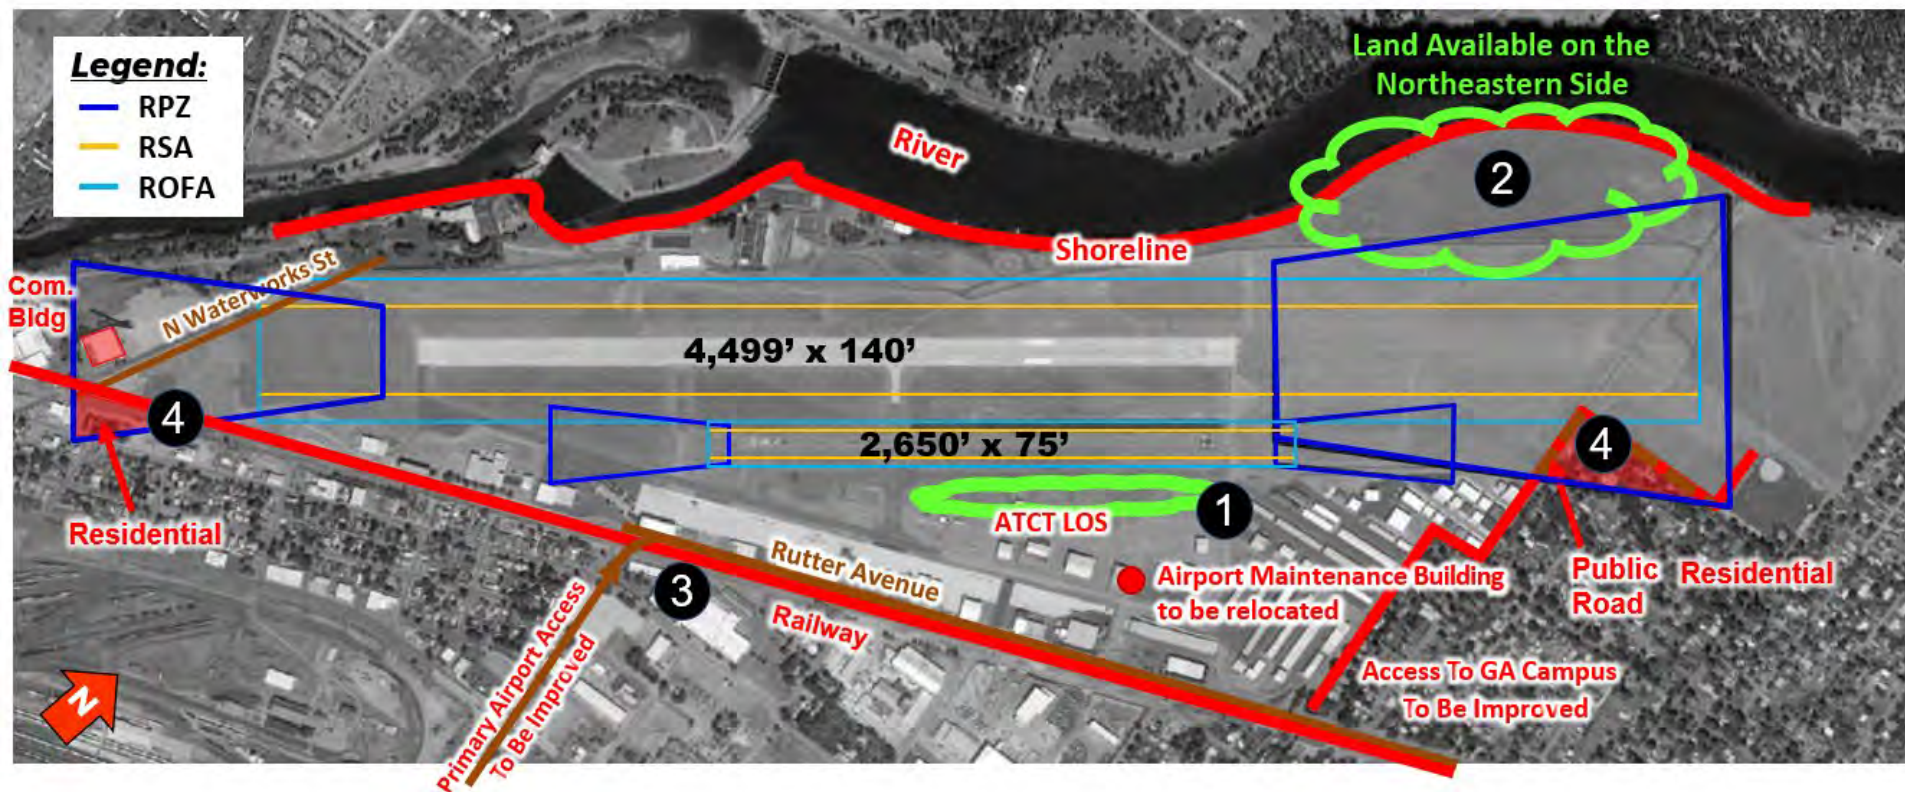 Legend:
RPZ
RSA
ROFA
Land Available on the
Northeastern Side
2
River
Shoreline
N Waterworks St
Com.
Bldg
4,499’ x 140’
4
2,650’ x 75’
4
Residential
ATCT LOS
1
Rutter Avenue
3
Railway
Airport Maintenance Building
to be relocated
Public
Road
Residential
Primary Airport Access
To Be Improved
Access To GA Campus
To Be Improved
N